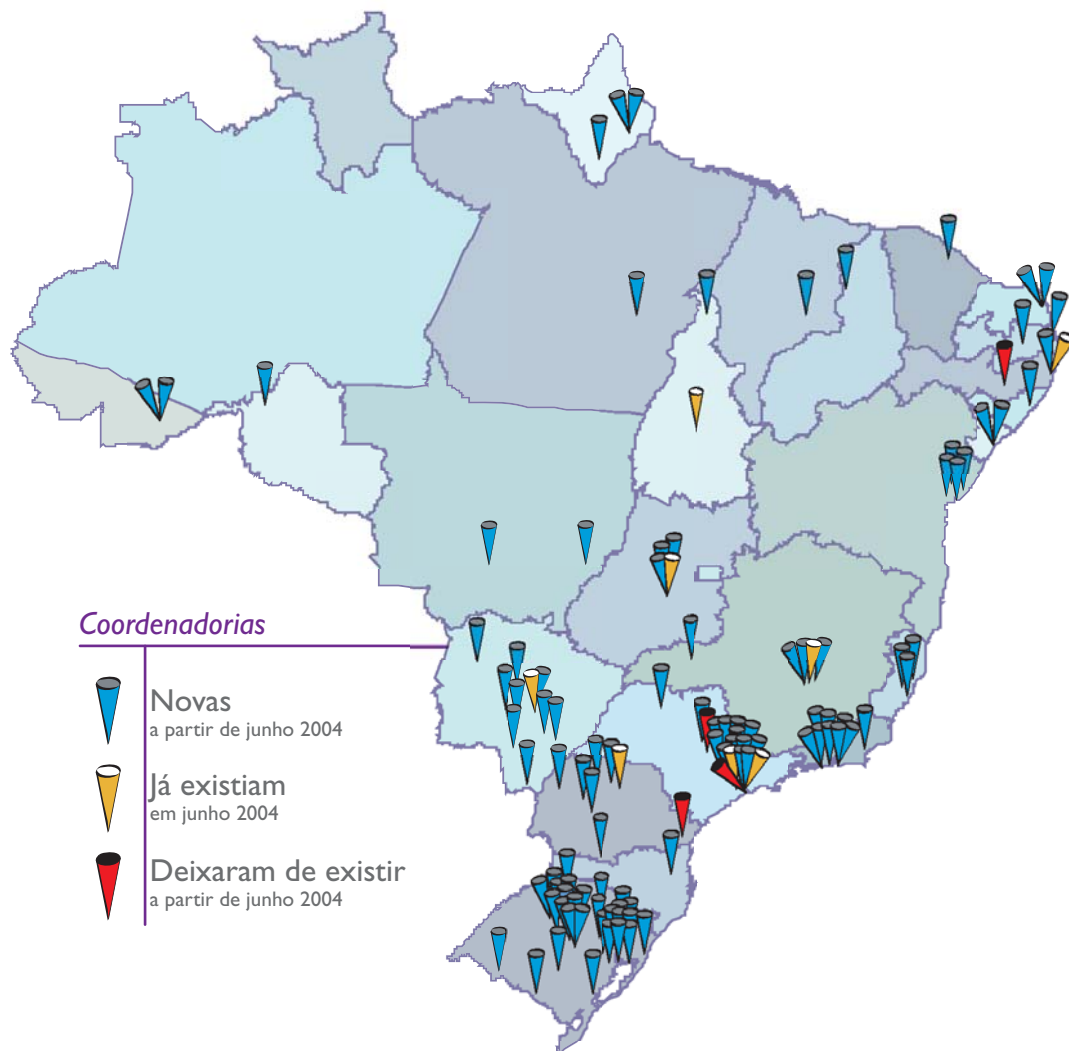 Coordenadorias
Novas
a partir de junho 2004
Já existiam
em junho 2004
Deixaram de existir
a partir de junho 2004